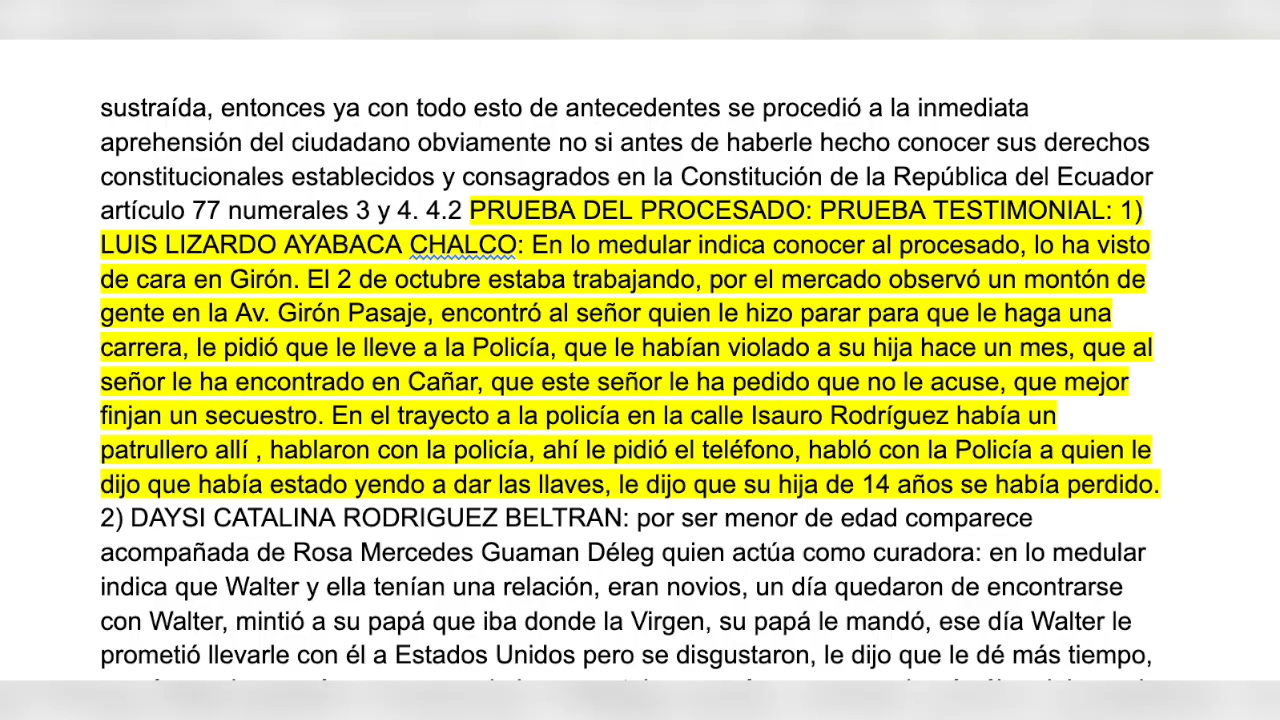 sustraída, entonces ya con todo esto de antecedentes se procedió a la inmediata
aprehensión del ciudadano obviamente no si antes de haberle hecho conocer sus derechos
constitucionales establecidos y consagrados en la Constitución de la República del Ecuador
artículo 77 numerales 3 y 4. 4.2 PRUEBA DEL PROCESADO: PRUEBA TESTIMONIAL: 1)
LUIS LIZARDO AYABACA CHALCO: En lo medular indica conocer al procesado, lo ha visto
de cara en Girón. El 2 de octubre estaba trabajando, por el mercado observó un montón de
gente en la Av. Girón Pasaje, encontró al señor quien le hizo parar para que le haga una
carrera, le pidió que le lleve a la Policía, que le habían violado a su hija hace un mes, que al
señor le ha encontrado en Cañar, que este señor le ha pedido que no le acuse, que mejor
finjan un secuestro. En el trayecto a la policía en la calle Isauro Rodríguez había un
patrullero allí , hablaron con la policía, ahí le pidió el teléfono, habló con la Policía a quien le
dijo que había estado yendo a dar las llaves, le dijo que su hija de 14 años se había perdido.
2) DAYSI CATALINA RODRIGUEZ BELTRAN: por ser menor de edad comparece
acompañada de Rosa Mercedes Guaman Déleg quien actúa como curadora: en lo medular
indica que Walter y ella tenían una relación, eran novios, un día quedaron de encontrarse
con Walter, mintió a su papá que iba donde la Virgen, su papá le mandó, ese día Walter le
prometió llevarle con él a Estados Unidos pero se disgustaron, le dijo que le dé más tiempo,